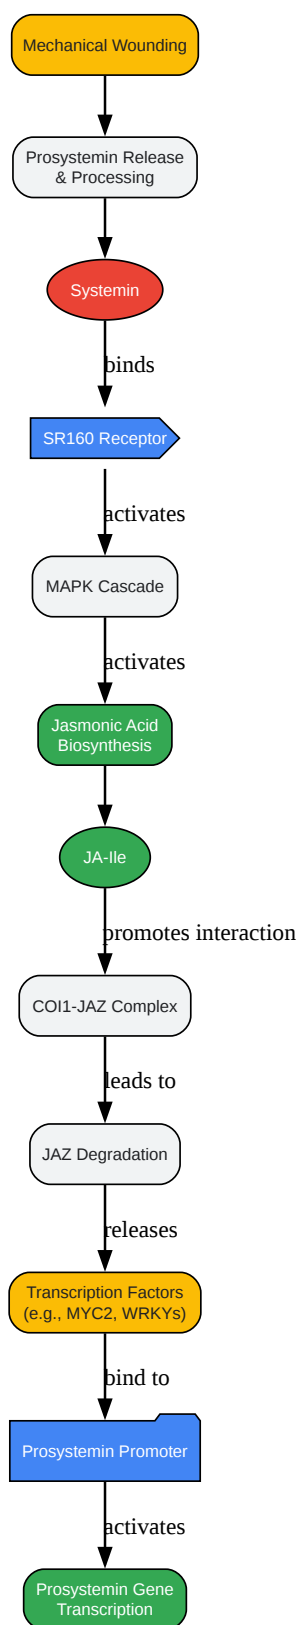 Mechanical Wounding
Prosystemin Release
& Processing
Systemin
binds
SR160 Receptor
activates
MAPK Cascade
activates
Jasmonic Acid
Biosynthesis
JA-Ile
promotes interaction
COI1-JAZ Complex
leads to
JAZ Degradation
releases
Transcription Factors
(e.g., MYC2, WRKYs)
bind to
Prosystemin Promoter
activates
Prosystemin Gene
Transcription